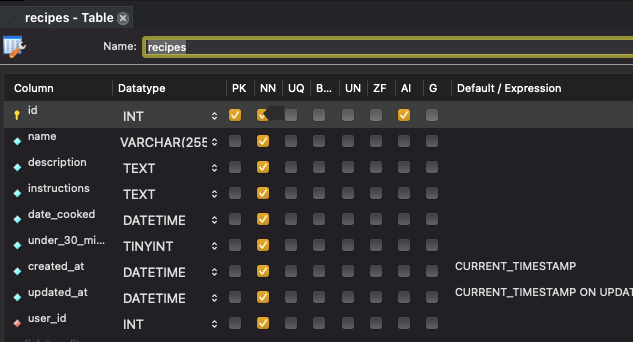 recipes - Table
Name: recipes
Column Datatype PK NN UQ B... UN ZF AI G Default / Expression
id INT
name VARCHAR(255
description TEXT
instructions TEXT
date_cooked DATETIME
under_30_mi... TINYINT
created_at DATETIME CURRENT_TIMESTAMP
updated_at DATETIME CURRENT_TIMESTAMP ON UPDAT
user_id INT